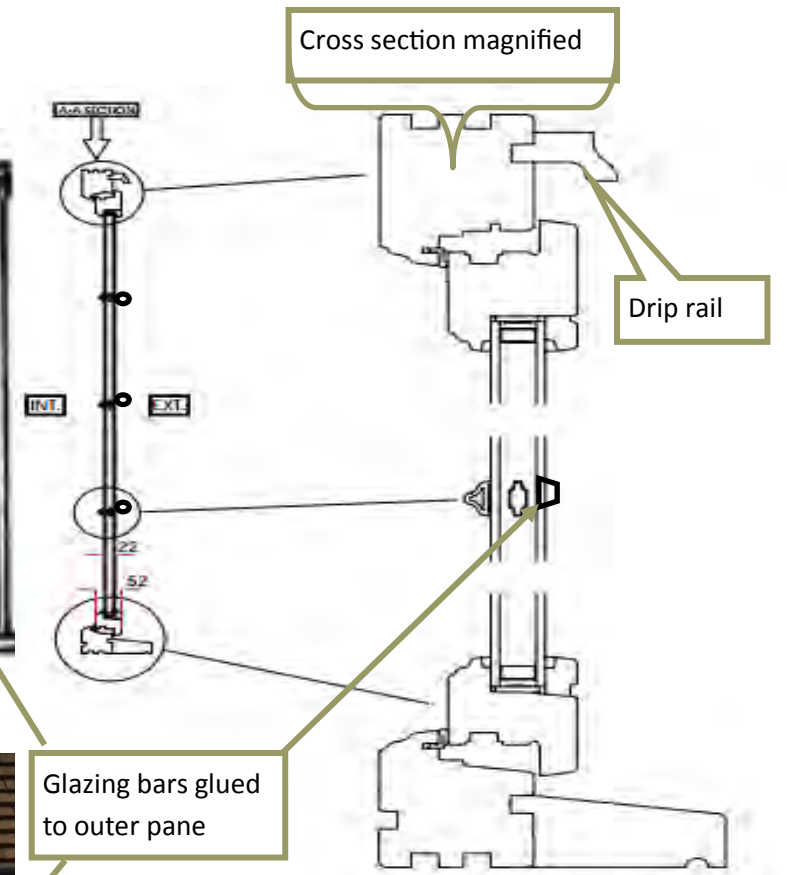 Cross section magnified
A-A SECTION
Drip rail
INT.
EXT.
22
52
Glazing bars glued
to outer pane